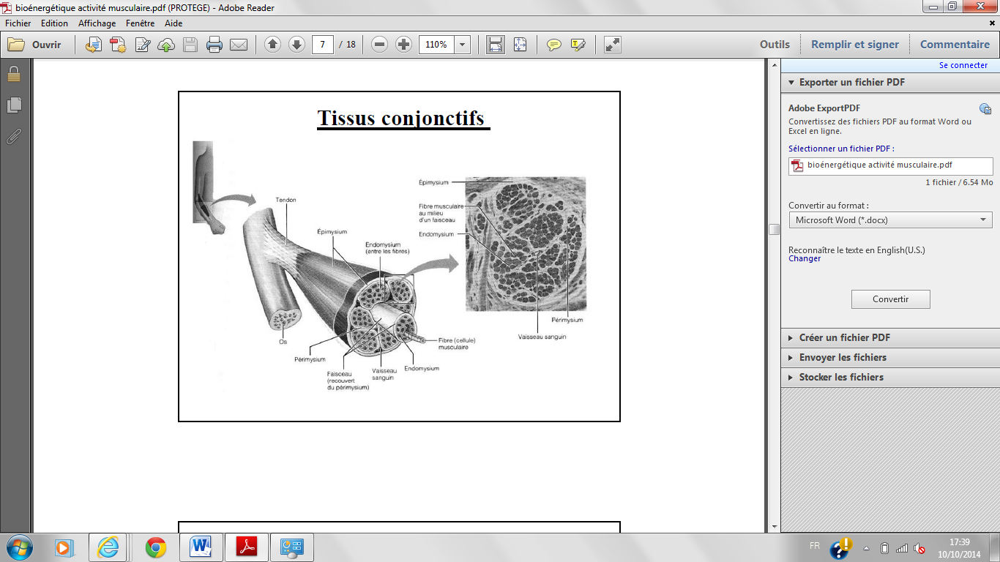 bioénergétique activité musculaire.pdf (PROTEGE) - Adobe Reader
Fichier Edition Affichage Fenêtre Aide
Ouvrir
7 / 18
110%
Outils
Remplir et signer
Commentaire
Tissus conjonctifs
Tendon
Épimysium
Endomysium
(entre les fibres)
Os
Périmysium
Faisceau
(recouvert
du périmysium)
Vaisseau
sanguin
Endomysium
Fibre (cellule)
musculaire
Épimysium
Fibre musculaire
au milieu
d'un faisceau
Endomysium
Périmysium
Vaisseau sanguin
Se connecter
Exporter un fichier PDF
Adobe ExportPDF
Convertissez des fichiers PDF au format Word ou
Excel en ligne.
Sélectionner un fichier PDF :
bioénergétique activité musculaire.pdf
1 fichier / 6.54 Mo
Convertir au format :
Microsoft Word (*.docx)
Reconnaître le texte en English(U.S.)
Changer
Convertir
Créer un fichier PDF
Envoyer les fichiers
Stocker les fichiers
FR
17:39
10/10/2014